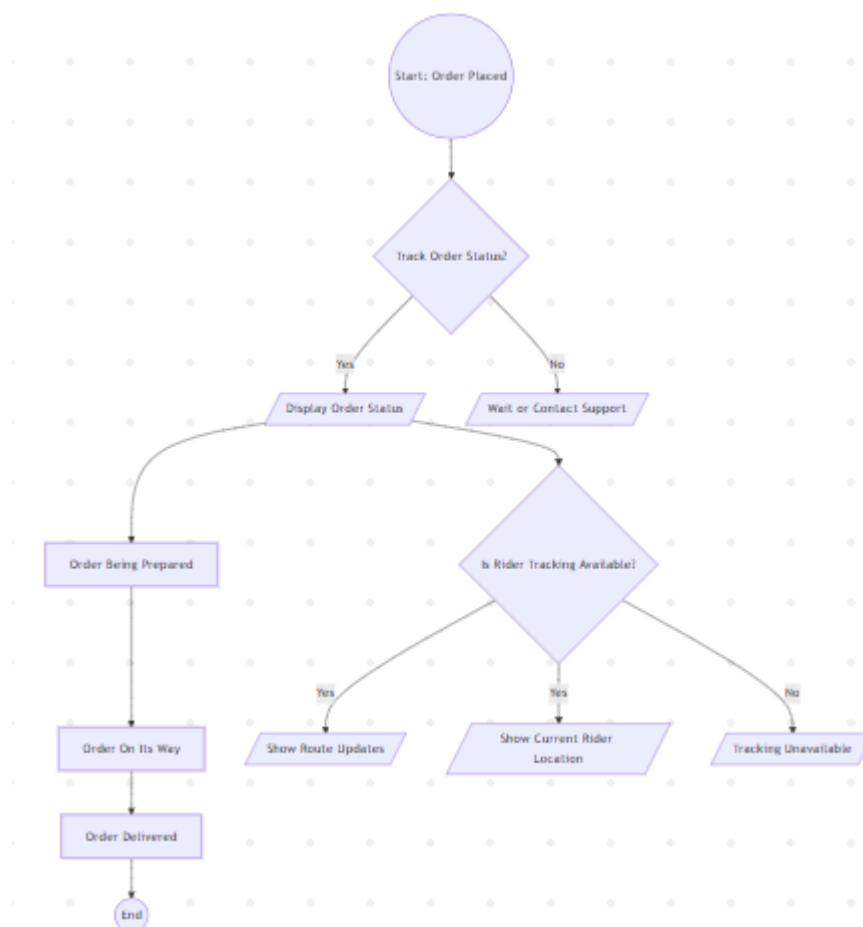 Start: Order Placed
Track Order Status?
Yes
No
Display Order Status
Wait or Contact Support
Order Being Prepared
Is Rider Tracking Available?
Yes
Yes
No
Order On Its Way
Show Route Updates
Show Current Rider
Location
Tracking Unavailable
Order Delivered
End